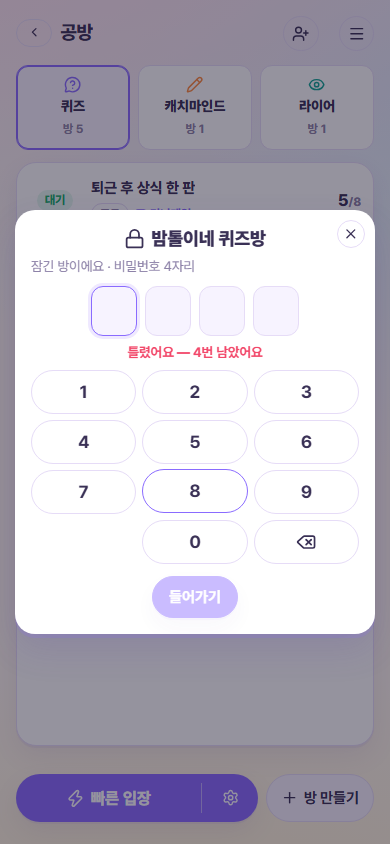 공방
퀴즈
방 5
캐치마인드
방 1
라이어
방 1
대기
퇴근 후 상식 한 판
5/8
밤톨이네 퀴즈방
잠긴 방이에요 · 비밀번호 4자리
틀렸어요 — 4번 남았어요
1
2
3
4
5
6
7
8
9
0
들어가기
빠른 입장
방 만들기